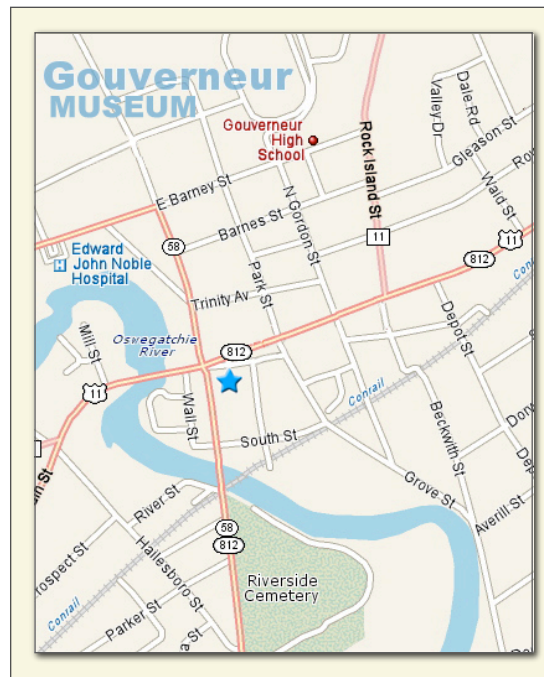 Gouverneur
MUSEUM
Gouverneur
High
School
Rock Island St
Valley Dr
Dale Rd
Gleason St
E Barney St
Barnes St
N Gordon St
Waid St
58
11
11
812
Edward
John Noble
Hospital
H
Park St
Trinity Av
Conrail
Oswegatchie
River
Mill St
812
Depot St
11
Wall St
Conrail
Beckwith St
South St
Grove St
River St
Averill St
58
812
Hailesboro St
Riverside
Cemetery
Parker St
Conrail